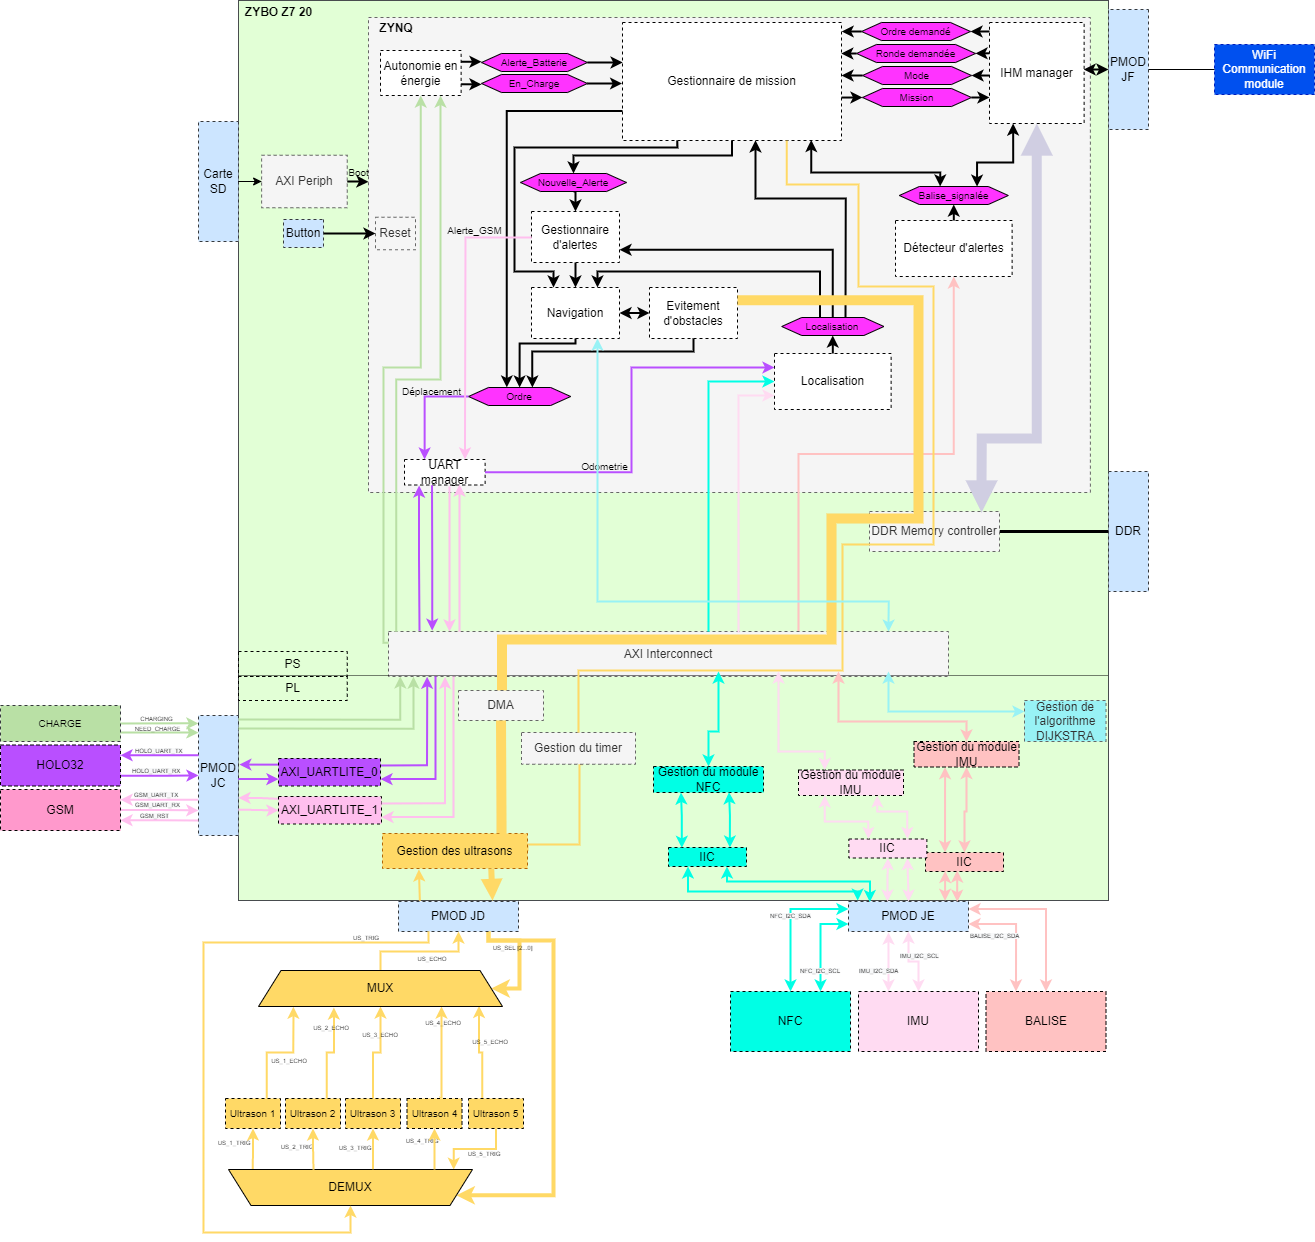 ZYBO Z7 20
ZYNQ
Autonomie en
énergie
Alerte_Batterie
En_Charge
Gestionnaire de mission
Ordre demandé
Ronde demandée
Mode
Mission
IHM manager
PMOD
JF
WiFi
Communication
module
Carte
SD
AXI Periph
Boot
Button
Reset
Nouvelle_Alerte
Balise_signalée
Alerte_GSM
Gestionnaire
d'alertes
Détecteur d'alertes
Navigation
Evitement
d'obstacles
Localisation
Localisation
Déplacement
Ordre
UART
manager
Odometrie
DDR Memory controller
DDR
AXI Interconnect
PS
PL
DMA
Gestion du timer
Gestion de
l'algorithme
DIJKSTRA
CHARGE
CHARGING
NEED_CHARGE
HOLO32
HOLO_UART_TX
HOLO_UART_RX
GSM
GSM_UART_TX
GSM_UART_RX
GSM_RST
PMOD
JC
AXI_UARTLITE_0
AXI_UARTLITE_1
Gestion du module
NFC
Gestion du module
IMU
Gestion du module
IMU
Gestion des ultrasons
IIC
IIC
IIC
PMOD JD
PMOD JE
US_TRIG
US_ECHO
US_SEL [2...0]
NFC_I2C_SDA
NFC_I2C_SCL
IMU_I2C_SDA
IMU_I2C_SCL
BALISE_I2C_SDA
MUX
NFC
IMU
BALISE
US_1_ECHO
US_2_ECHO
US_3_ECHO
US_4_ECHO
US_5_ECHO
Ultrason 1
Ultrason 2
Ultrason 3
Ultrason 4
Ultrason 5
US_1_TRIG
US_2_TRIG
US_3_TRIG
US_4_TRIG
US_5_TRIG
DEMUX